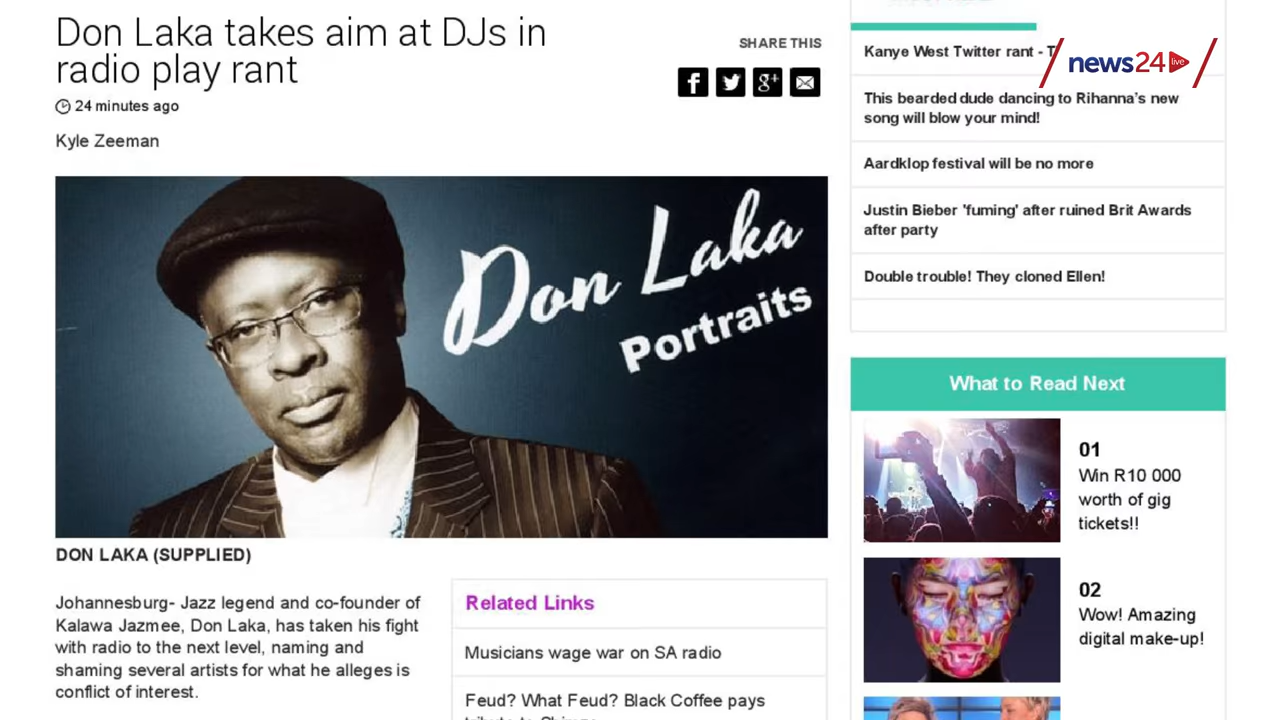 Don Laka takes aim at DJs in
radio play rant
24 minutes ago
Kyle Zeeman
SHARE THIS
Don Laka
Portraits
DON LAKA (SUPPLIED)
Johannesburg- Jazz legend and co-founder of
Kalawa Jazmee, Don Laka, has taken his fight
with radio to the next level, naming and
shaming several artists for what he alleges is
conflict of interest.
Related Links
Musicians wage war on SA radio
Feud? What Feud? Black Coffee pays
Kanye West Twitter rant - T
news24 live
This bearded dude dancing to Rihanna's new
song will blow your mind!
Aardklop festival will be no more
Justin Bieber 'fuming' after ruined Brit Awards
after party
Double trouble! They cloned Ellen!
What to Read Next
01
Win R10 000
worth of gig
tickets!!
02
Wow! Amazing
digital make-up!